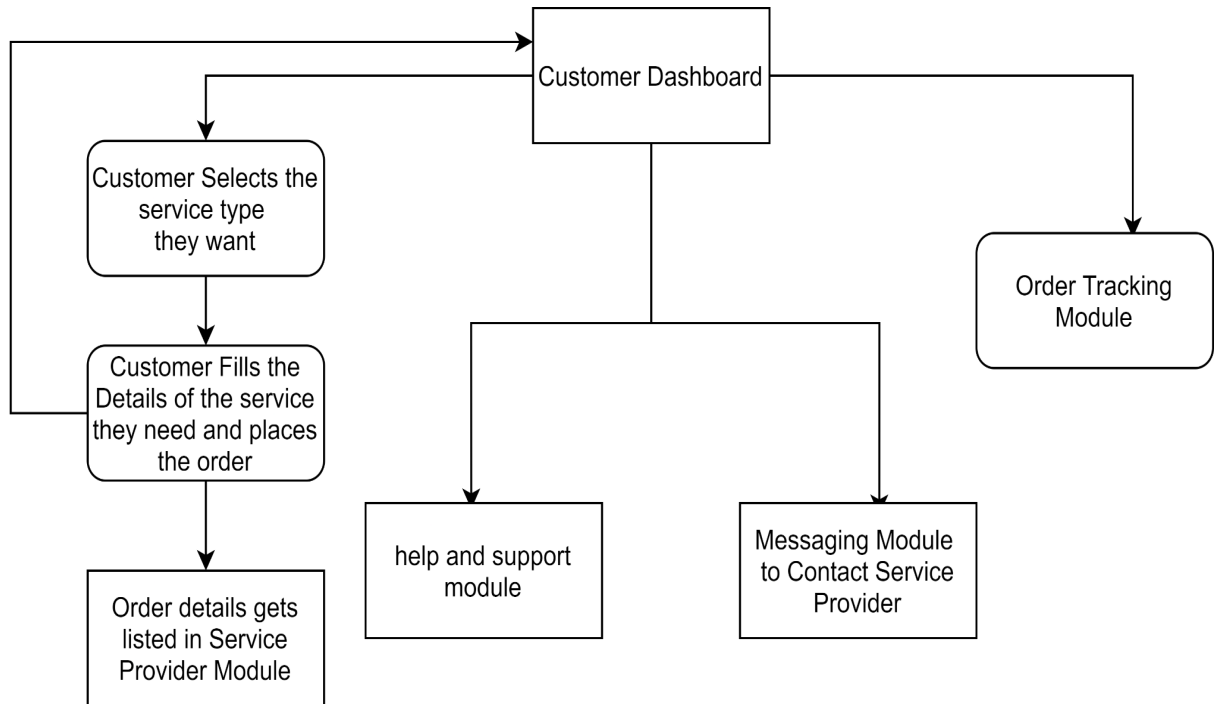 Customer Dashboard
Customer Selects the
service type
they want
Order Tracking
Module
Customer Fills the
Details of the service
they need and places
the order
help and support
module
Messaging Module
to Contact Service
Provider
Order details gets
listed in Service
Provider Module